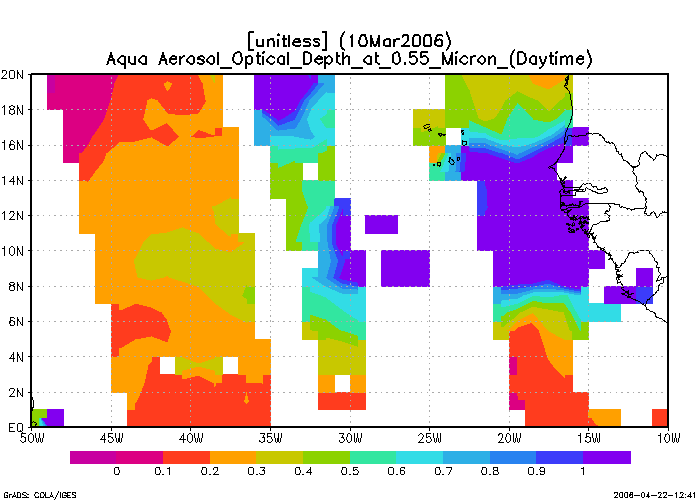 [unitless] (10Mar2006)
Aqua Aerosol_Optical_Depth_at_0.55_Micron_(Daytime)
20N
18N
16N
14N
12N
10N
8N
6N
4N
2N
EQ
50W 45W 40W 35W 30W 25W 20W 15W 10W
0 0.1 0.2 0.3 0.4 0.5 0.6 0.7 0.8 0.9 1
GrADS: COLA/IGES 2006-04-22-12:41